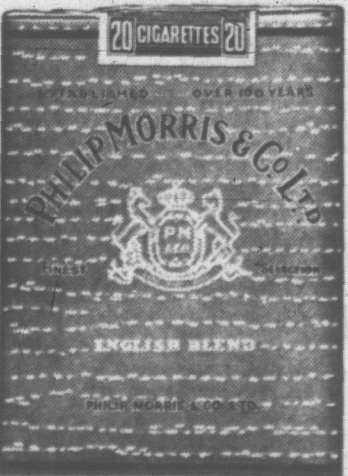 20 CIGARETTES 20
ESTABLISHED OVER 100 YEARS
PHILIP MORRIS & CO LTD
PM
FINEST SELECTION
ENGLISH BLEND
PHILIP MORRIS & CO. LTD.